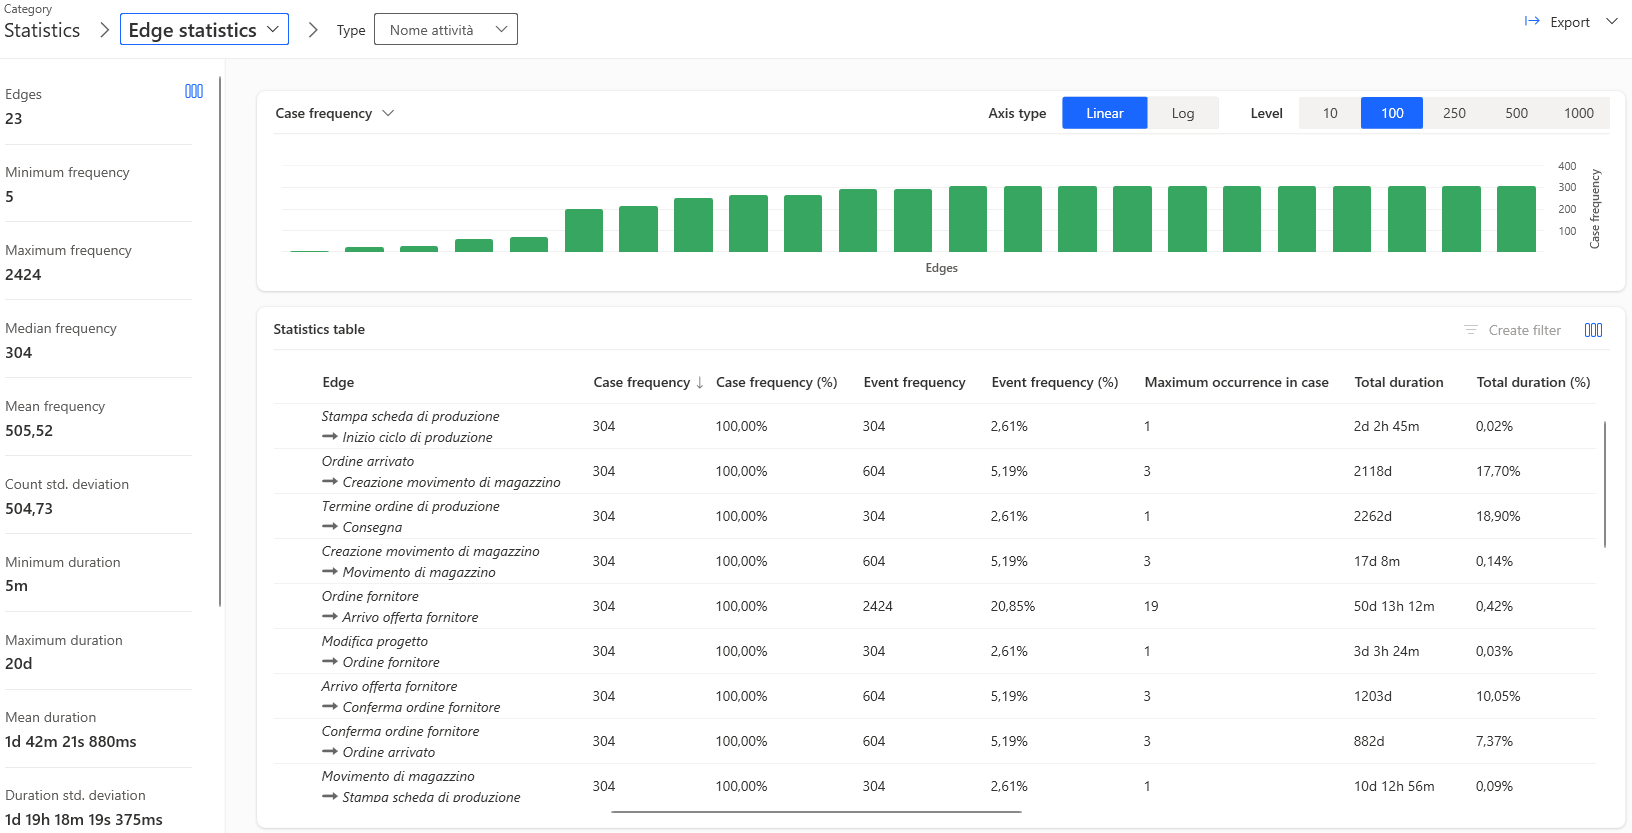 Category
Statistics
Edge statistics
Type
Nome attività
Export
Edges
23
Minimum frequency
5
Maximum frequency
2424
Median frequency
304
Mean frequency
505,52
Count std. deviation
504,73
Minimum duration
5m
Maximum duration
20d
Mean duration
1d 42m 21s 880ms
Duration std. deviation
1d 19h 18m 19s 375ms
Case frequency
Axis type
Linear
Log
Level
10
100
250
500
1000
400
300
200
100
Case frequency
Edges
Statistics table
Create filter
Edge Case frequency ↓ Case frequency (%) Event frequency Event frequency (%) Maximum occurrence in case Total duration Total duration (%)
Stampa scheda di produzione
→ Inizio ciclo di produzione
304 100,00% 304 2,61% 1 2d 2h 45m 0,02%
Ordine arrivato
→ Creazione movimento di magazzino
304 100,00% 604 5,19% 3 2118d 17,70%
Termine ordine di produzione
→ Consegna
304 100,00% 304 2,61% 1 2262d 18,90%
Creazione movimento di magazzino
→ Movimento di magazzino
304 100,00% 604 5,19% 3 17d 8m 0,14%
Ordine fornitore
→ Arrivo offerta fornitore
304 100,00% 2424 20,85% 19 50d 13h 12m 0,42%
Modifica progetto
→ Ordine fornitore
304 100,00% 304 2,61% 1 3d 3h 24m 0,03%
Arrivo offerta fornitore
→ Conferma ordine fornitore
304 100,00% 604 5,19% 3 1203d 10,05%
Conferma ordine fornitore
→ Ordine arrivato
304 100,00% 604 5,19% 3 882d 7,37%
Movimento di magazzino
→ Stampa scheda di produzione
304 100,00% 304 2,61% 1 10d 12h 56m 0,09%